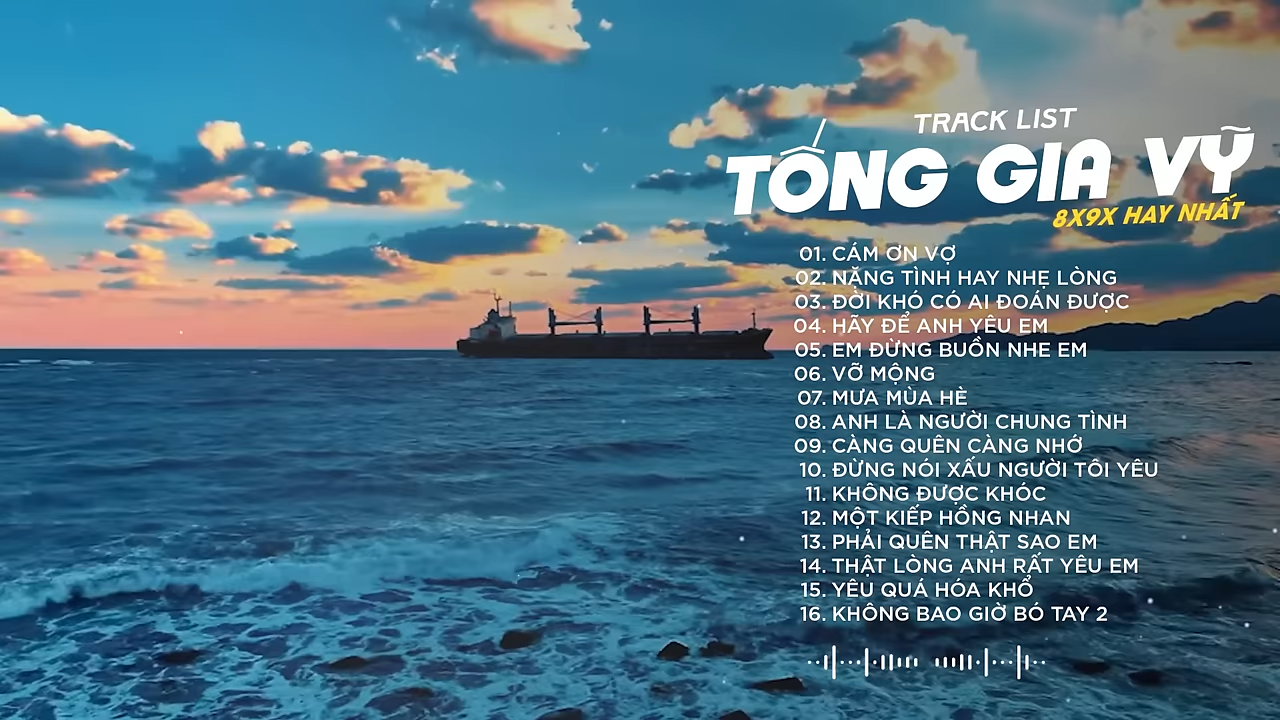 TRACK LIST
TỐNG GIA VỸ
8X9X HAY NHẤT
01. CÁM ƠN VỢ
02. NẶNG TÌNH HAY NHẸ LÒNG
03. ĐỜI KHÓ CÓ AI ĐOÁN ĐƯỢC
04. HÃY ĐỂ ANH YÊU EM
05. EM ĐỪNG BUỒN NHE EM
06. VỠ MỘNG
07. MƯA MÙA HÈ
08. ANH LÀ NGƯỜI CHUNG TÌNH
09. CÀNG QUÊN CÀNG NHỚ
10. ĐỪNG NÓI XẤU NGƯỜI TÔI YÊU
11. KHÔNG ĐƯỢC KHÓC
12. MỘT KIẾP HỒNG NHAN
13. PHẢI QUÊN THẬT SAO EM
14. THẬT LÒNG ANH RẤT YÊU EM
15. YÊU QUÁ HÓA KHỔ
16. KHÔNG BAO GIỜ BÓ TAY 2